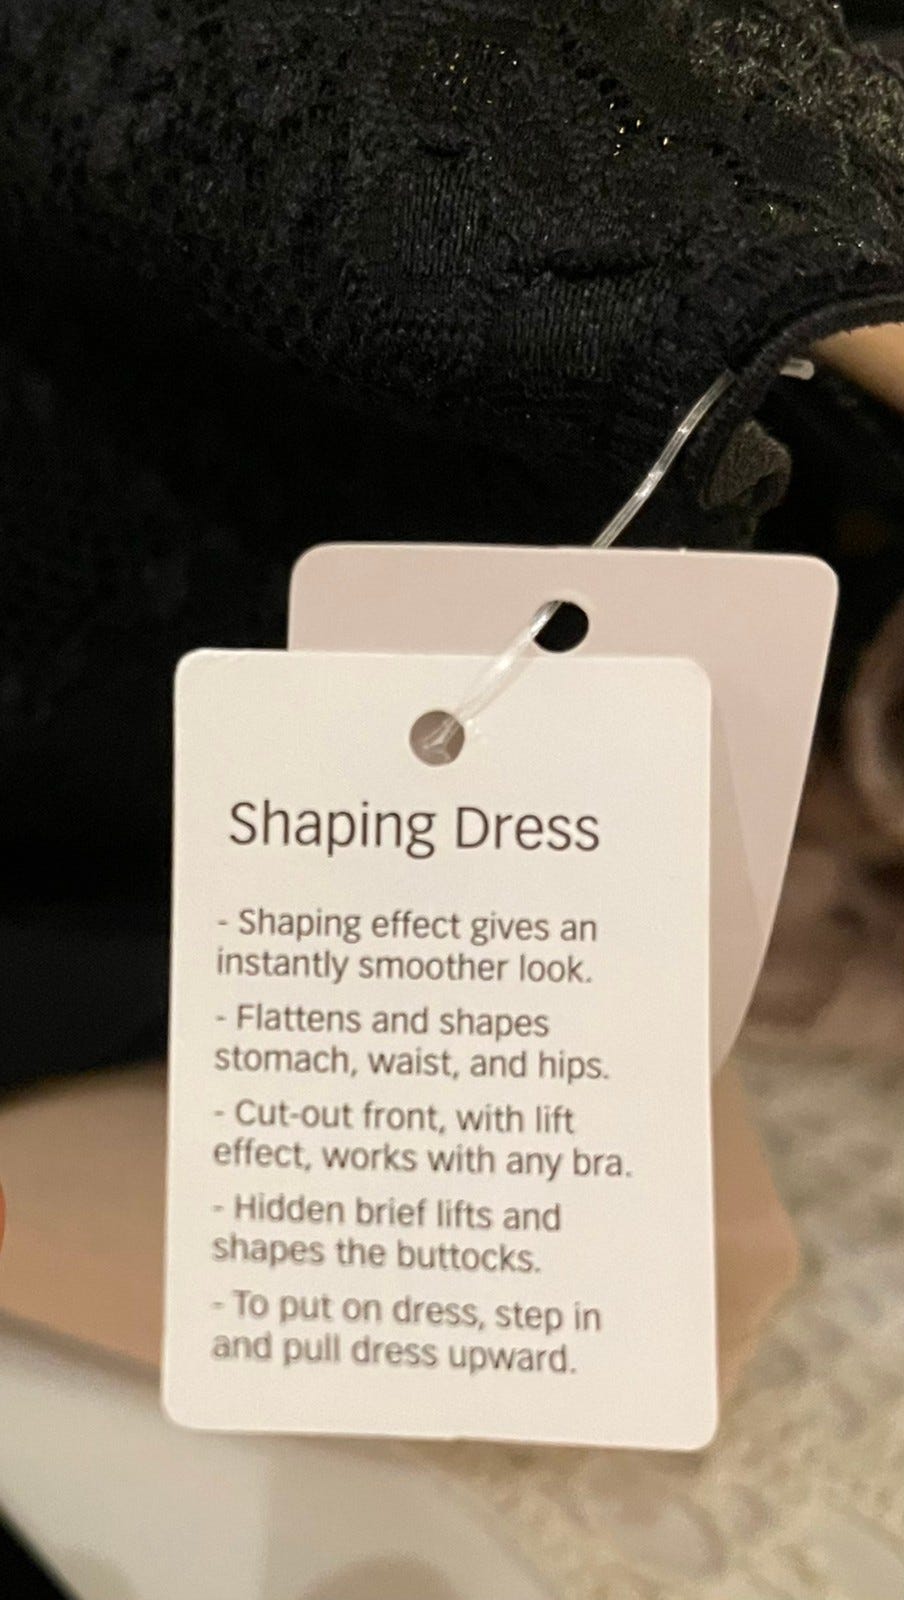 Shaping Dress
- Shaping effect gives an
instantly smoother look.
- Flattens and shapes
stomach, waist, and hips.
- Cut-out front, with lift
effect, works with any bra.
- Hidden brief lifts and
shapes the buttocks.
- To put on dress, step in
and pull dress upward.